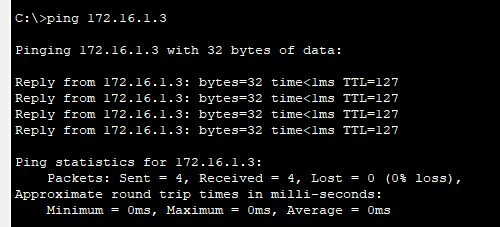 C:\>ping 172.16.1.3
Pinging 172.16.1.3 with 32 bytes of data:
Reply from 172.16.1.3: bytes=32 time<1ms TTL=127
Reply from 172.16.1.3: bytes=32 time<1ms TTL=127
Reply from 172.16.1.3: bytes=32 time<1ms TTL=127
Reply from 172.16.1.3: bytes=32 time<1ms TTL=127
Ping statistics for 172.16.1.3:
    Packets: Sent = 4, Received = 4, Lost = 0 (0% loss),
Approximate round trip times in milli-seconds:
    Minimum = 0ms, Maximum = 0ms, Average = 0ms